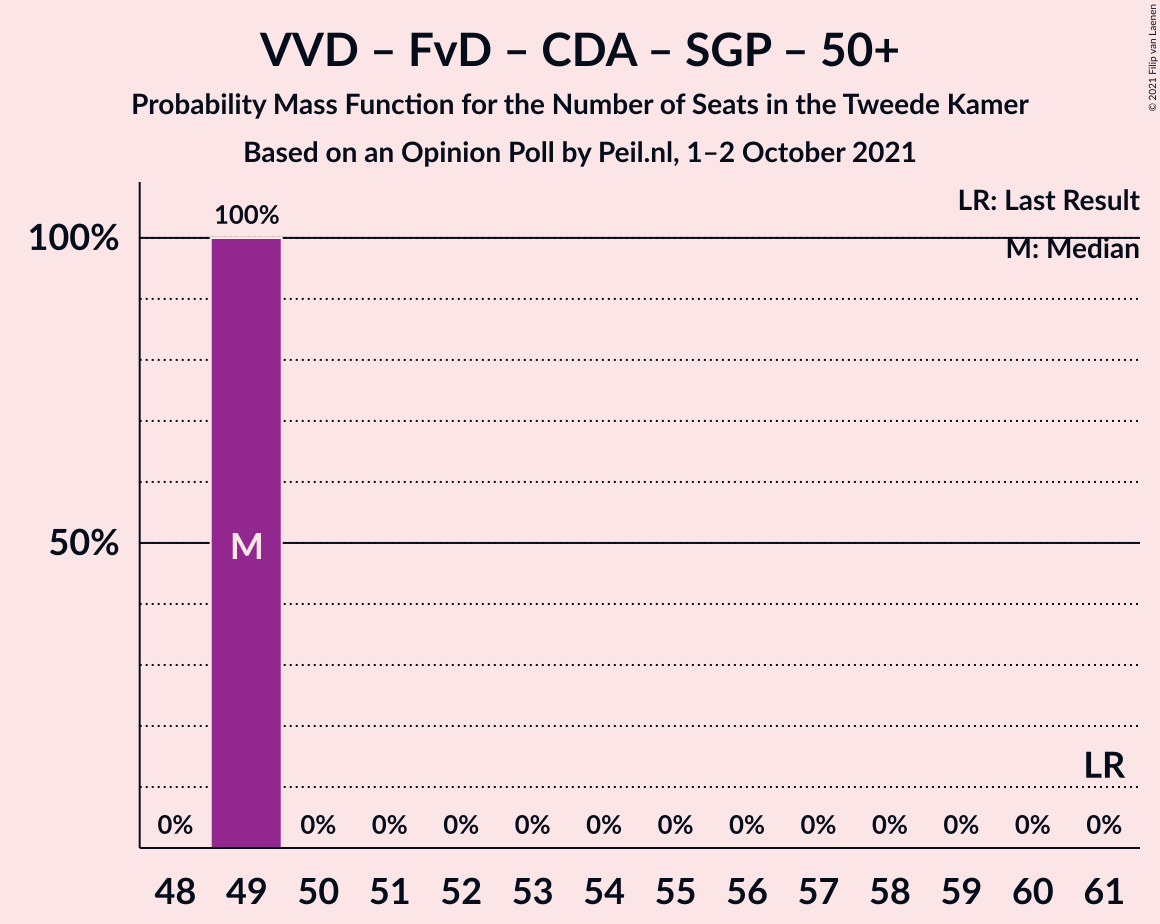 VVD – FvD – CDA – SGP – 50+
Probability Mass Function for the Number of Seats in the Tweede Kamer
Based on an Opinion Poll by Peil.nl, 1–2 October 2021
© 2021 Filip van Laenen
LR: Last Result
M: Median
100%
100%
50%
M
LR
0% 0% 0% 0% 0% 0% 0% 0% 0% 0% 0% 0% 0%
48 49 50 51 52 53 54 55 56 57 58 59 60 61